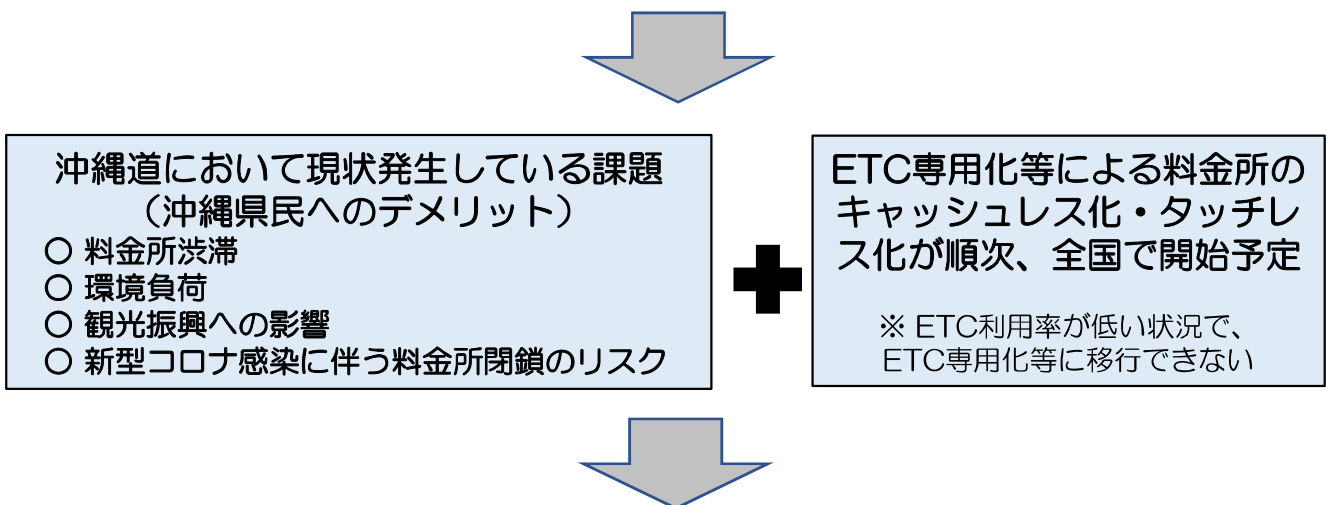 沖縄道において現状発生している課題
（沖縄県民へのデメリット）
○ 料金所渋滞
○ 環境負荷
○ 観光振興への影響
○ 新型コロナ感染に伴う料金所閉鎖のリスク
ETC専用化等による料金所の
キャッシュレス化・タッチレ
ス化が順次、全国で開始予定
※ ETC利用率が低い状況で、
ETC専用化等に移行できない